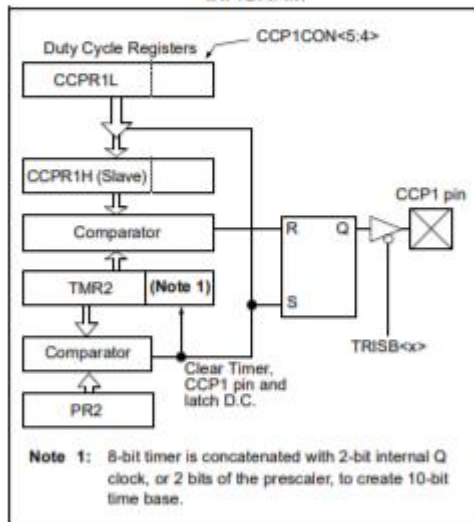 CCP1CON<5:4>
Duty Cycle Registers
CCPR1L
CCPR1H (Slave)
CCP1 pin
Comparator
R
Q
TMR2
(Note 1)
S
TRISB<x>
Comparator
Clear Timer,
CCP1 pin and
latch D.C.
PR2
Note 1: 8-bit timer is concatenated with 2-bit internal Q
clock, or 2 bits of the prescaler, to create 10-bit
time base.